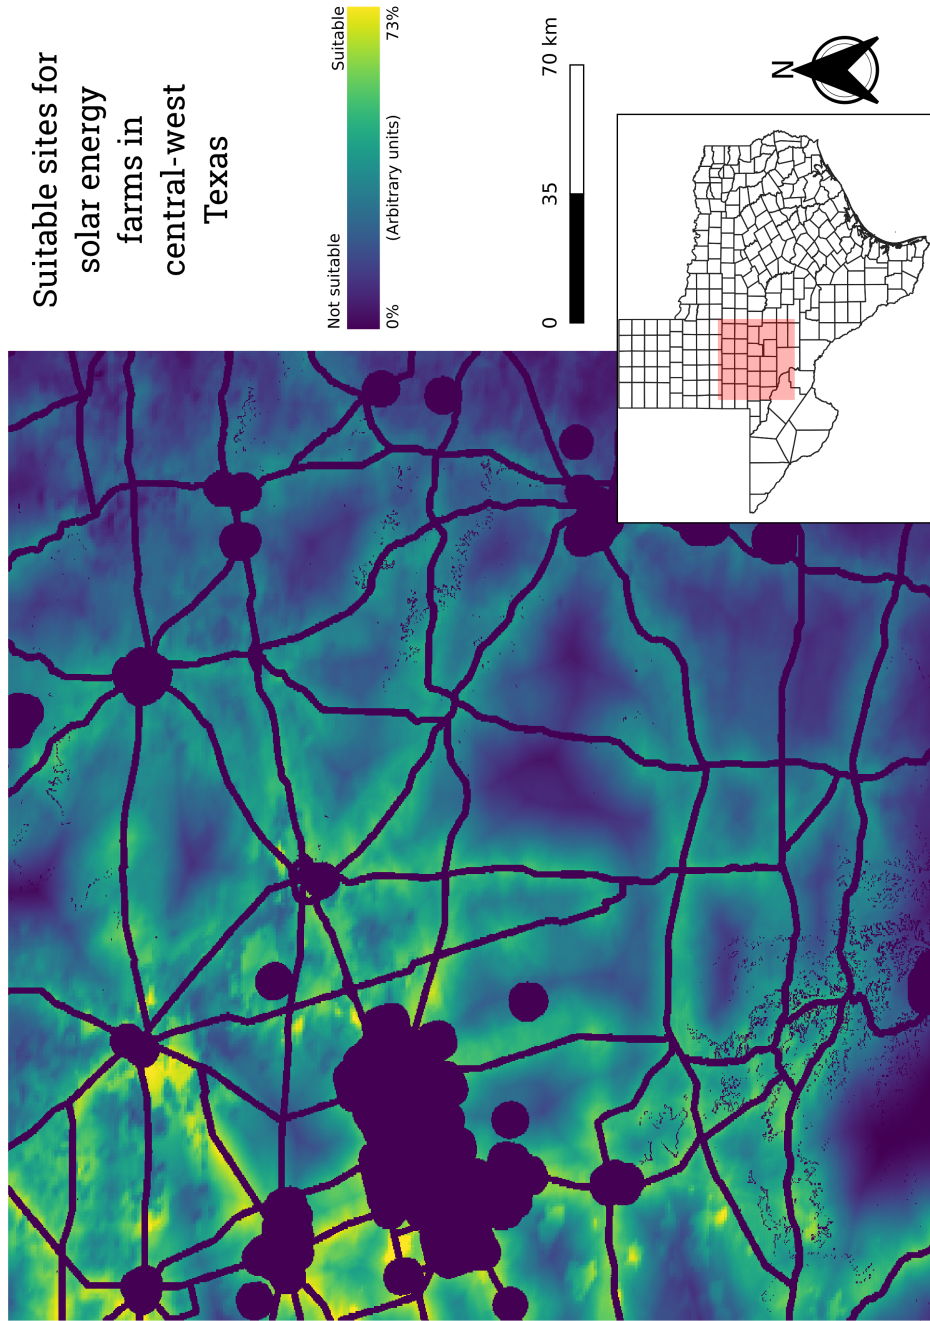 Suitable sites for
solar energy
farms in
central-west
Texas
Not suitable
Suitable
0%
(Arbitrary units)
73%
0
35
70 km
N